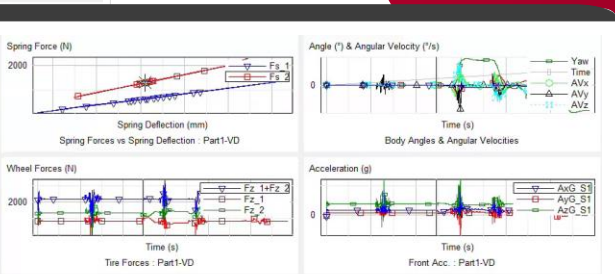 Spring Force (N)
2000
Fs_1
Fs_2
Spring Deflection (mm)
Spring Forces vs Spring Deflection : Part1-VD
Angle (°) & Angular Velocity (°/s)
0
Yaw
Time
AVx
AVy
AVz
Time (s)
Body Angles & Angular Velocities
Wheel Forces (N)
2000
Fz_1+Fz_2
Fz_1
Fz_2
Time (s)
Tire Forces : Part1-VD
Acceleration (g)
0
AxG_S1
AyG_S1
AzG_S1
Time (s)
Front Acc. : Part1-VD